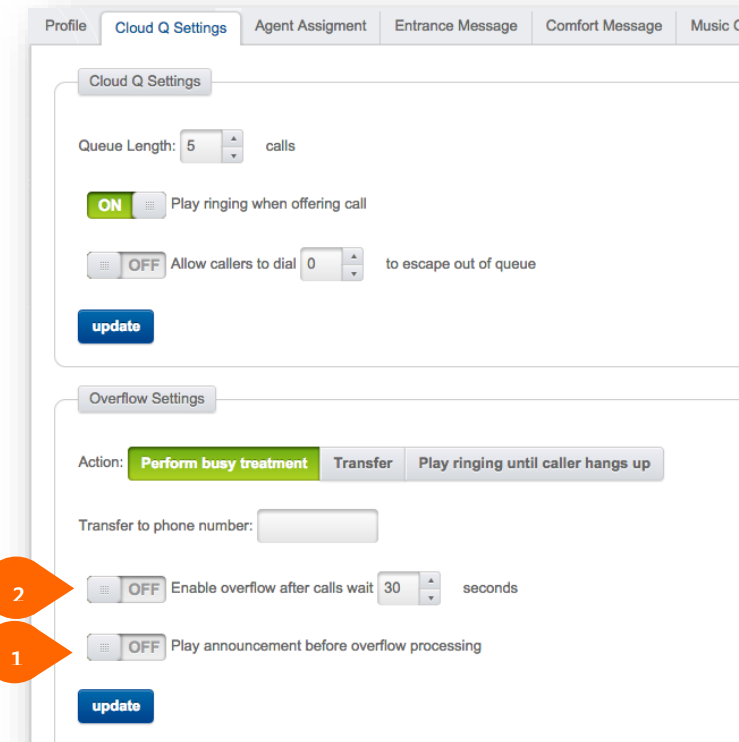 Profile Cloud Q Settings Agent Assigment Entrance Message Comfort Message Music
Cloud Q Settings
Queue Length: 5 calls
ON Play ringing when offering call
OFF Allow callers to dial 0 to escape out of queue
update
Overflow Settings
Action: Perform busy treatment Transfer Play ringing until caller hangs up
Transfer to phone number:
2 OFF Enable overflow after calls wait 30 seconds
1 OFF Play announcement before overflow processing
update